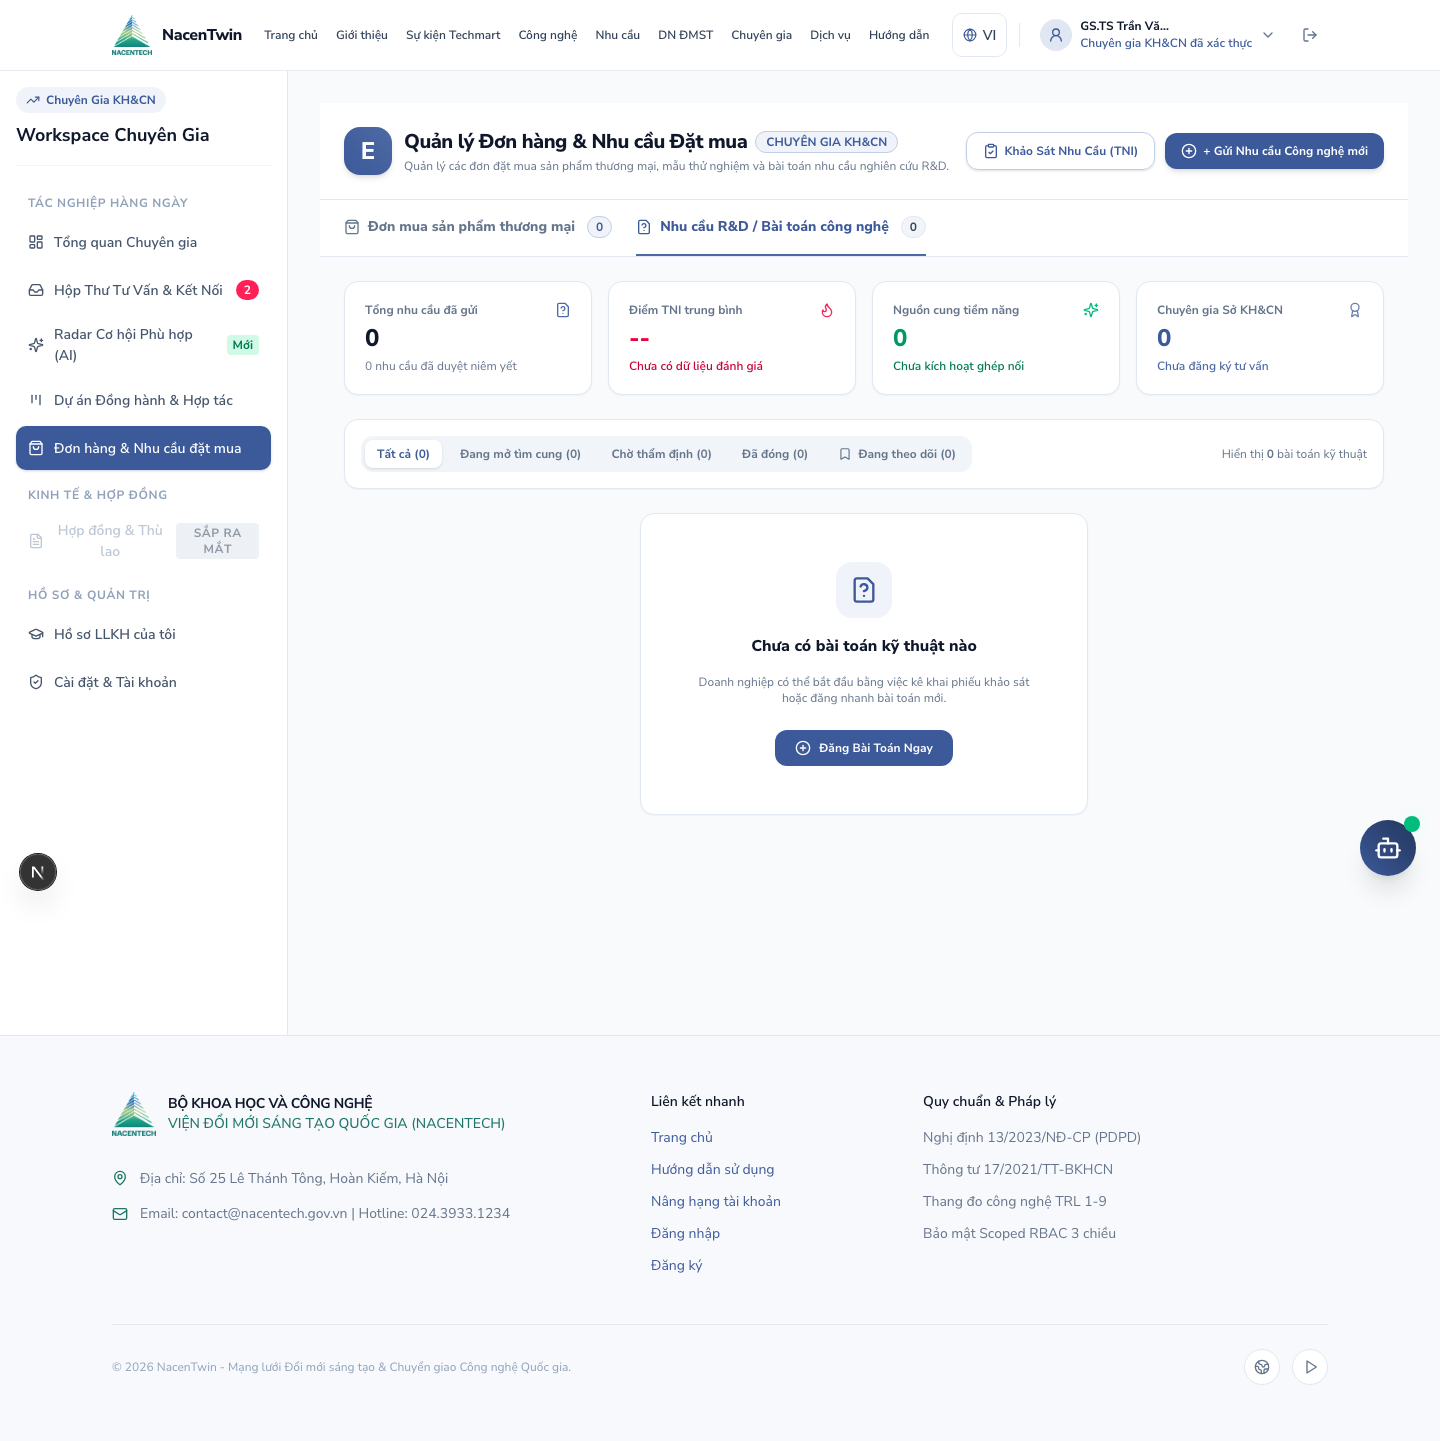 NACENTECH
NacenTwin
Trang chủ
Giới thiệu
Sự kiện Techmart
Công nghệ
Nhu cầu
DN ĐMST
Chuyên gia
Dịch vụ
Hướng dẫn
VI
GS.TS Trần Vă...
Chuyên gia KH&CN đã xác thực
Chuyên Gia KH&CN
Workspace Chuyên Gia
TÁC NGHIỆP HÀNG NGÀY
Tổng quan Chuyên gia
Hộp Thư Tư Vấn & Kết Nối
2
Radar Cơ hội Phù hợp
(AI)
Mới
Dự án Đồng hành & Hợp tác
Đơn hàng & Nhu cầu đặt mua
KINH TẾ & HỢP ĐỒNG
Hợp đồng & Thù
lao
SẮP RA
MẮT
HỒ SƠ & QUẢN TRỊ
Hồ sơ LLKH của tôi
Cài đặt & Tài khoản
N
E
Quản lý Đơn hàng & Nhu cầu Đặt mua
CHUYÊN GIA KH&CN
Quản lý các đơn đặt mua sản phẩm thương mại, mẫu thử nghiệm và bài toán nhu cầu nghiên cứu R&D.
Khảo Sát Nhu Cầu (TNI)
+ Gửi Nhu cầu Công nghệ mới
Đơn mua sản phẩm thương mại
0
Nhu cầu R&D / Bài toán công nghệ
0
Tổng nhu cầu đã gửi
0
0 nhu cầu đã duyệt niêm yết
Điểm TNI trung bình
--
Chưa có dữ liệu đánh giá
Nguồn cung tiềm năng
0
Chưa kích hoạt ghép nối
Chuyên gia Sở KH&CN
0
Chưa đăng ký tư vấn
Tất cả (0)
Đang mở tìm cung (0)
Chờ thẩm định (0)
Đã đóng (0)
Đang theo dõi (0)
Hiển thị 0 bài toán kỹ thuật
Chưa có bài toán kỹ thuật nào
Doanh nghiệp có thể bắt đầu bằng việc kê khai phiếu khảo sát
hoặc đăng nhanh bài toán mới.
Đăng Bài Toán Ngay
NACENTECH
BỘ KHOA HỌC VÀ CÔNG NGHỆ
VIỆN ĐỔI MỚI SÁNG TẠO QUỐC GIA (NACENTECH)
Địa chỉ: Số 25 Lê Thánh Tông, Hoàn Kiếm, Hà Nội
Email: contact@nacentech.gov.vn | Hotline: 024.3933.1234
Liên kết nhanh
Trang chủ
Hướng dẫn sử dụng
Nâng hạng tài khoản
Đăng nhập
Đăng ký
Quy chuẩn & Pháp lý
Nghị định 13/2023/NĐ-CP (PDPD)
Thông tư 17/2021/TT-BKHCN
Thang đo công nghệ TRL 1-9
Bảo mật Scoped RBAC 3 chiều
© 2026 NacenTwin - Mạng lưới Đổi mới sáng tạo & Chuyển giao Công nghệ Quốc gia.